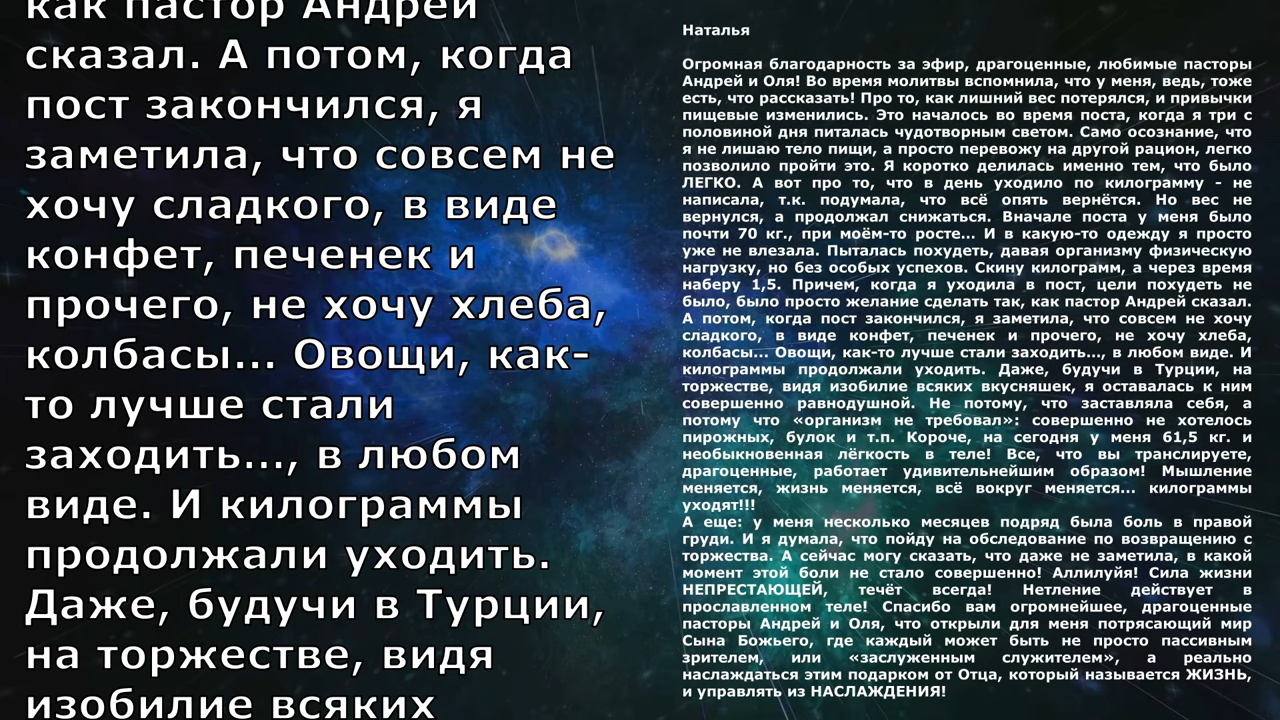 как пастор Андрей
сказал. А потом, когда
пост закончился, я
заметила, что совсем не
хочу сладкого, в виде
конфет, печенек и
прочего, не хочу хлеба,
колбасы... Овощи, как-
то лучше стали
заходить..., в любом
виде. И килограммы
продолжали уходить.
Даже, будучи в Турции,
на торжестве, видя
изобилие всяких
Наталья
Огромная благодарность за эфир, драгоценные, любимые пасторы
Андрей и Оля! Во время молитвы вспомнила, что у меня, ведь, тоже
есть, что рассказать! Про то, как лишний вес потерялся, и привычки
пищевые изменились. Это началось во время поста, когда я три с
половиной дня питалась чудотворным светом. Само осознание, что
я не лишаю тело пищи, а просто перевожу на другой рацион, легко
позволило пройти это. Я коротко делилась именно тем, что было
ЛЕГКО. А вот про то, что в день уходило по килограмму - не
написала, т.к. подумала, что всё опять вернётся. Но вес не
вернулся, а продолжал снижаться. Вначале поста у меня было
почти 70 кг., при моём-то росте... И в какую-то одежду я просто
уже не влезала. Пыталась похудеть, давая организму физическую
нагрузку, но без особых успехов. Скину килограмм, а через время
наберу 1,5. Причем, когда я уходила в пост, цели похудеть не
было, было просто желание сделать так, как пастор Андрей сказал.
А потом, когда пост закончился, я заметила, что совсем не хочу
сладкого, в виде конфет, печенек и прочего, не хочу хлеба,
колбасы... Овощи, как-то лучше стали заходить..., в любом виде. И
килограммы продолжали уходить. Даже, будучи в Турции, на
торжестве, видя изобилие всяких вкусняшек, я оставалась к ним
совершенно равнодушной. Не потому, что заставляла себя, а
потому что «организм не требовал»: совершенно не хотелось
пирожных, булок и т.п. Короче, на сегодня у меня 61,5 кг. и
необыкновенная лёгкость в теле! Все, что вы транслируете,
драгоценные, работает удивительнейшим образом! Мышление
меняется, жизнь меняется, всё вокруг меняется... килограммы
уходят!!!
А еще: у меня несколько месяцев подряд была боль в правой
груди. И я думала, что пойду на обследование по возвращению с
торжества. А сейчас могу сказать, что даже не заметила, в какой
момент этой боли не стало совершенно! Аллилуйя! Сила жизни
НЕПРЕСТАЮЩЕЙ, течёт всегда! Нетление действует в
прославленном теле! Спасибо вам огромнейшее, драгоценные
пасторы Андрей и Оля, что открыли для меня потрясающий мир
Сына Божьего, где каждый может быть не просто пассивным
зрителем, или «заслуженным служителем», а реально
наслаждаться этим подарком от Отца, который называется ЖИЗНЬ,
и управлять из НАСЛАЖДЕНИЯ!